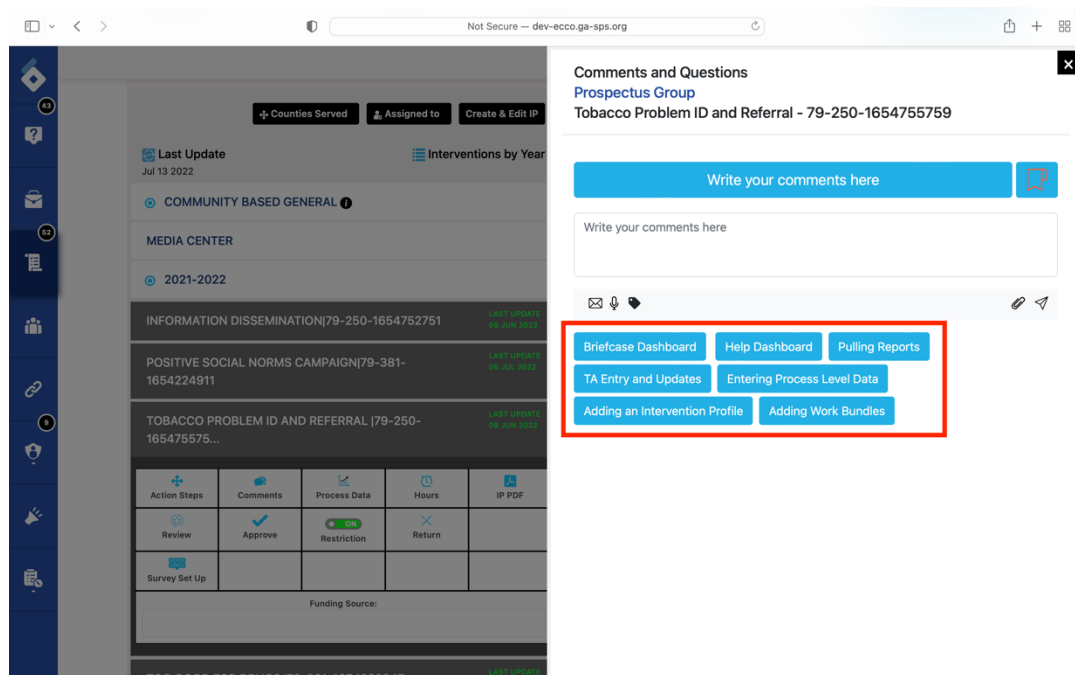 Not Secure — dev-ecco.ga-sps.org
43
52
9
Counties Served
Assigned to
Create & Edit IP
Last Update
Interventions by Year
Jul 13 2022
COMMUNITY BASED GENERAL
MEDIA CENTER
2021-2022
INFORMATION DISSEMINATION|79-250-1654752751
LAST UPDATE
09 JUN 2022
POSITIVE SOCIAL NORMS CAMPAIGN|79-381-
1654224911
LAST UPDATE
08 JUL 2022
TOBACCO PROBLEM ID AND REFERRAL |79-250-
165475575...
LAST UPDATE
09 JUN 2022
Action Steps
Comments
Process Data
Hours
IP PDF
Review
Approve
ON
Restriction
Return
Survey Set Up
Funding Source:
LAST UPDATE
Comments and Questions
Prospectus Group
Tobacco Problem ID and Referral - 79-250-1654755759
Write your comments here
Write your comments here
Briefcase Dashboard
Help Dashboard
Pulling Reports
TA Entry and Updates
Entering Process Level Data
Adding an Intervention Profile
Adding Work Bundles